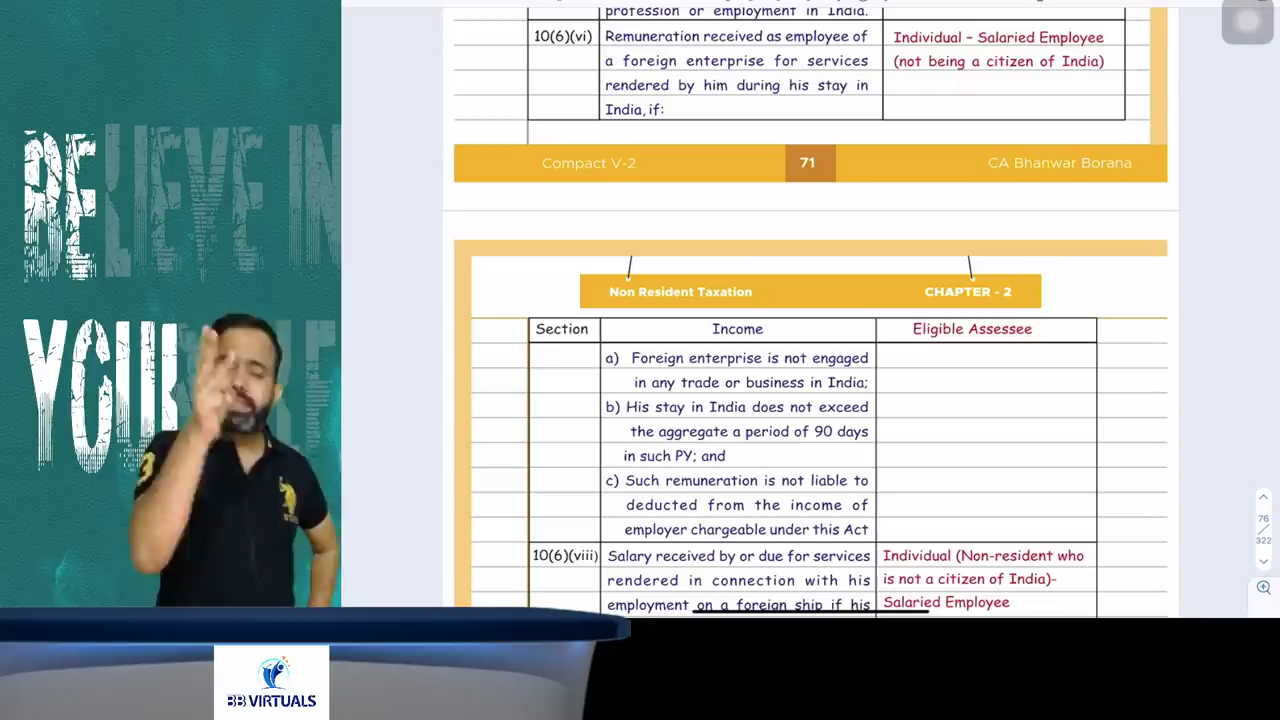 BELIEVE IN
YOURSELF
3
profession or employment in India.
10(6)(vi) Remuneration received as employee of Individual – Salaried Employee
a foreign enterprise for services (not being a citizen of India)
rendered by him during his stay in
India, if:
Compact V-2 71 CA Bhanwar Borana
Non Resident Taxation CHAPTER - 2
Section Income Eligible Assessee
a) Foreign enterprise is not engaged
in any trade or business in India;
b) His stay in India does not exceed
the aggregate a period of 90 days
in such PY; and
c) Such remuneration is not liable to
deducted from the income of
employer chargeable under this Act
10(6)(viii) Salary received by or due for services Individual (Non-resident who
rendered in connection with his is not a citizen of India)-
employment on a foreign ship if his Salaried Employee
76
322
BB VIRTUALS